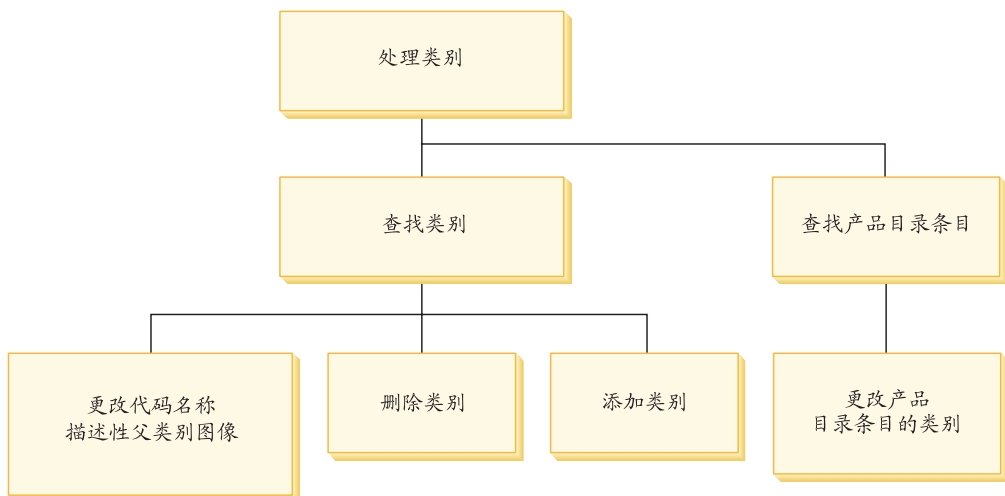 处理类别
查找类别
查找产品目录条目
更改代码名称
描述性父类别图像
删除类别
添加类别
更改产品
目录条目的类别